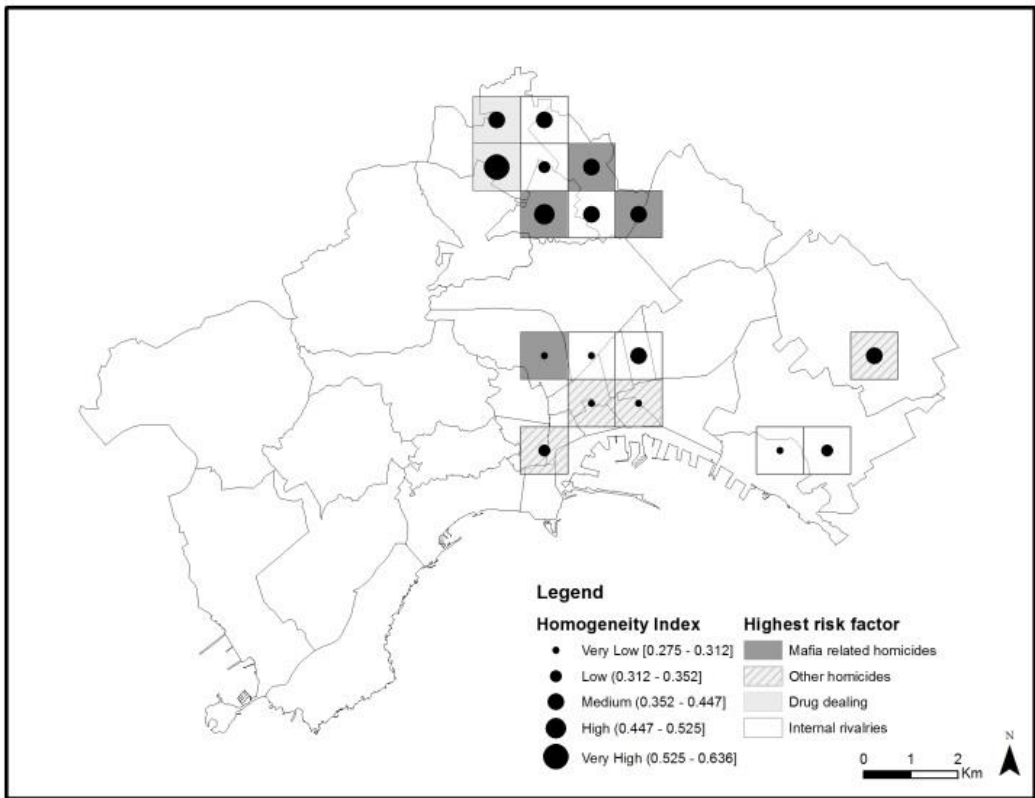 Legend
Homogeneity Index
Very Low [0.275 - 0.312]
Low (0.312 - 0.352]
Medium (0.352 - 0.447]
High (0.447 - 0.525]
Very High (0.525 - 0.636]
Highest risk factor
Mafia related homicides
Other homicides
Drug dealing
Internal rivalries
N
0 1 2
Km